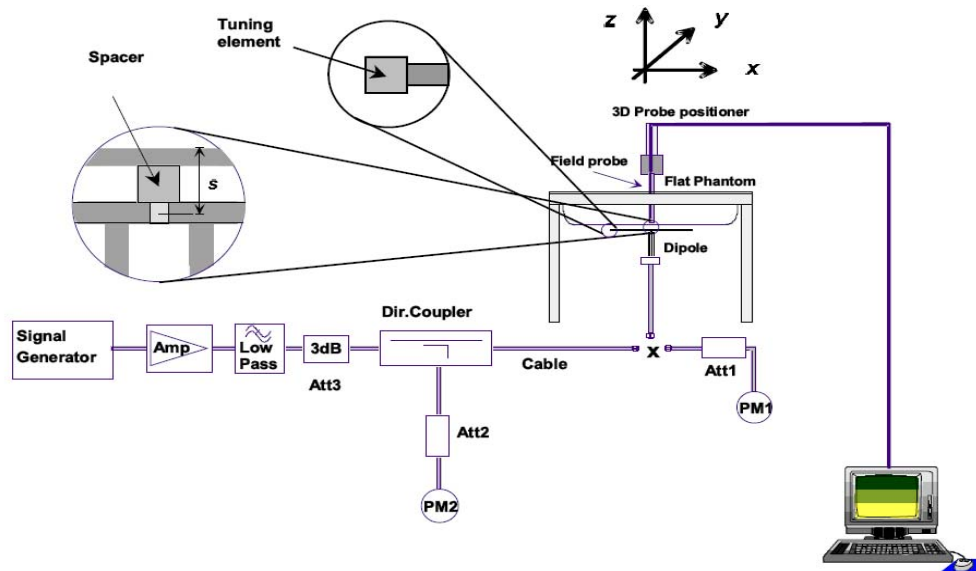 Tuning
element
z
y
x
Spacer
s
3D Probe positioner
Field probe
Flat Phantom
Dipole
Signal
Generator
Amp
Low
Pass
3dB
Att3
Dir.Coupler
Cable
x
Att1
PM1
Att2
PM2